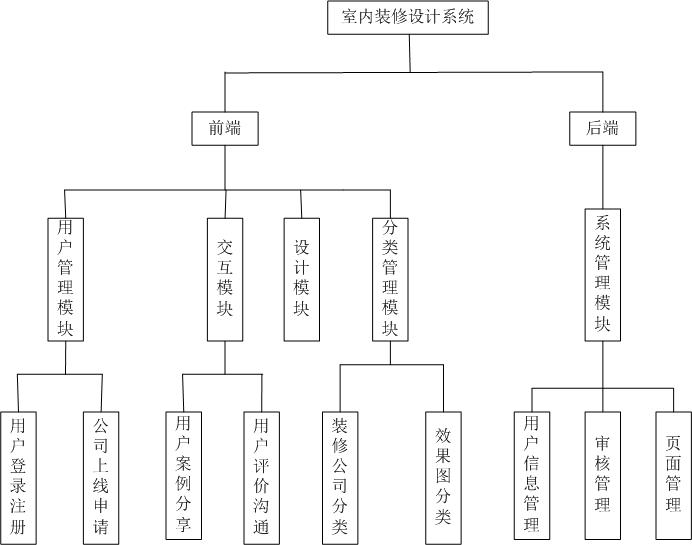 室内装修设计系统
前端
后端
用户管理模块
交互模块
设计模块
分类管理模块
系统管理模块
用户登录注册
公司上线申请
用户案例分享
用户评价沟通
装修公司分类
效果图分类
用户信息管理
审核管理
页面管理